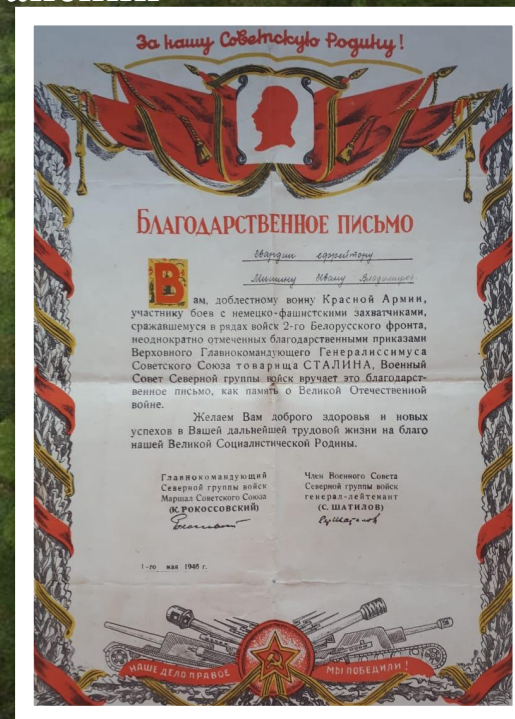 За нашу Советскую Родину!
БЛАГОДАРСТВЕННОЕ ПИСЬМО
Гвардии ефрейтору
Мишину Ивану
Вам, доблестному воину Красной Армии,
участнику боев с немецко-фашистскими захватчиками,
сражавшемуся в рядах войск 2-го Белорусского фронта,
неоднократно отмеченных благодарственными приказами
Верховного Главнокомандующего Генералиссимуса
Советского Союза товарища СТАЛИНА, Военный
Совет Северной группы войск вручает это благодарст-
венное письмо, как память о Великой Отечественной
войне.
Желаем Вам доброго здоровья и новых
успехов в Вашей дальнейшей трудовой жизни на благо
нашей Великой Социалистической Родины.
Главнокомандующий
Северной группы войск
Маршал Советского Союза
(К. РОКОССОВСКИЙ)
Член Военного Совета
Северной группы войск
генерал-лейтенант
(С. ШАТИЛОВ)
1-го мая 1946 г.
НАШЕ ДЕЛО ПРАВОЕ
МЫ ПОБЕДИЛИ!